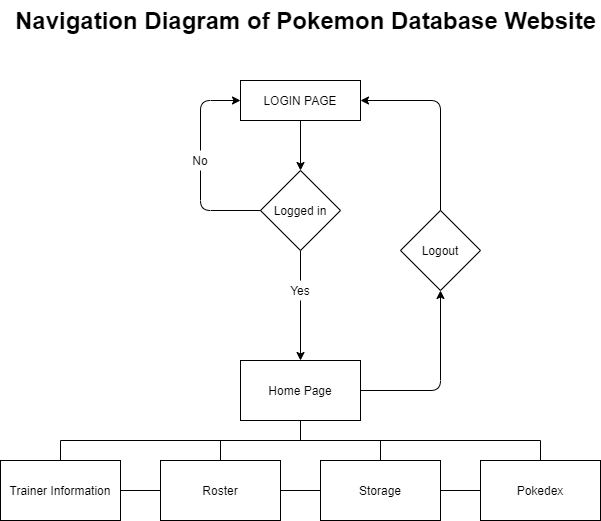 Navigation Diagram of Pokemon Database Website
LOGIN PAGE
No
Logged in
Logout
Yes
Home Page
Trainer Information
Roster
Storage
Pokedex